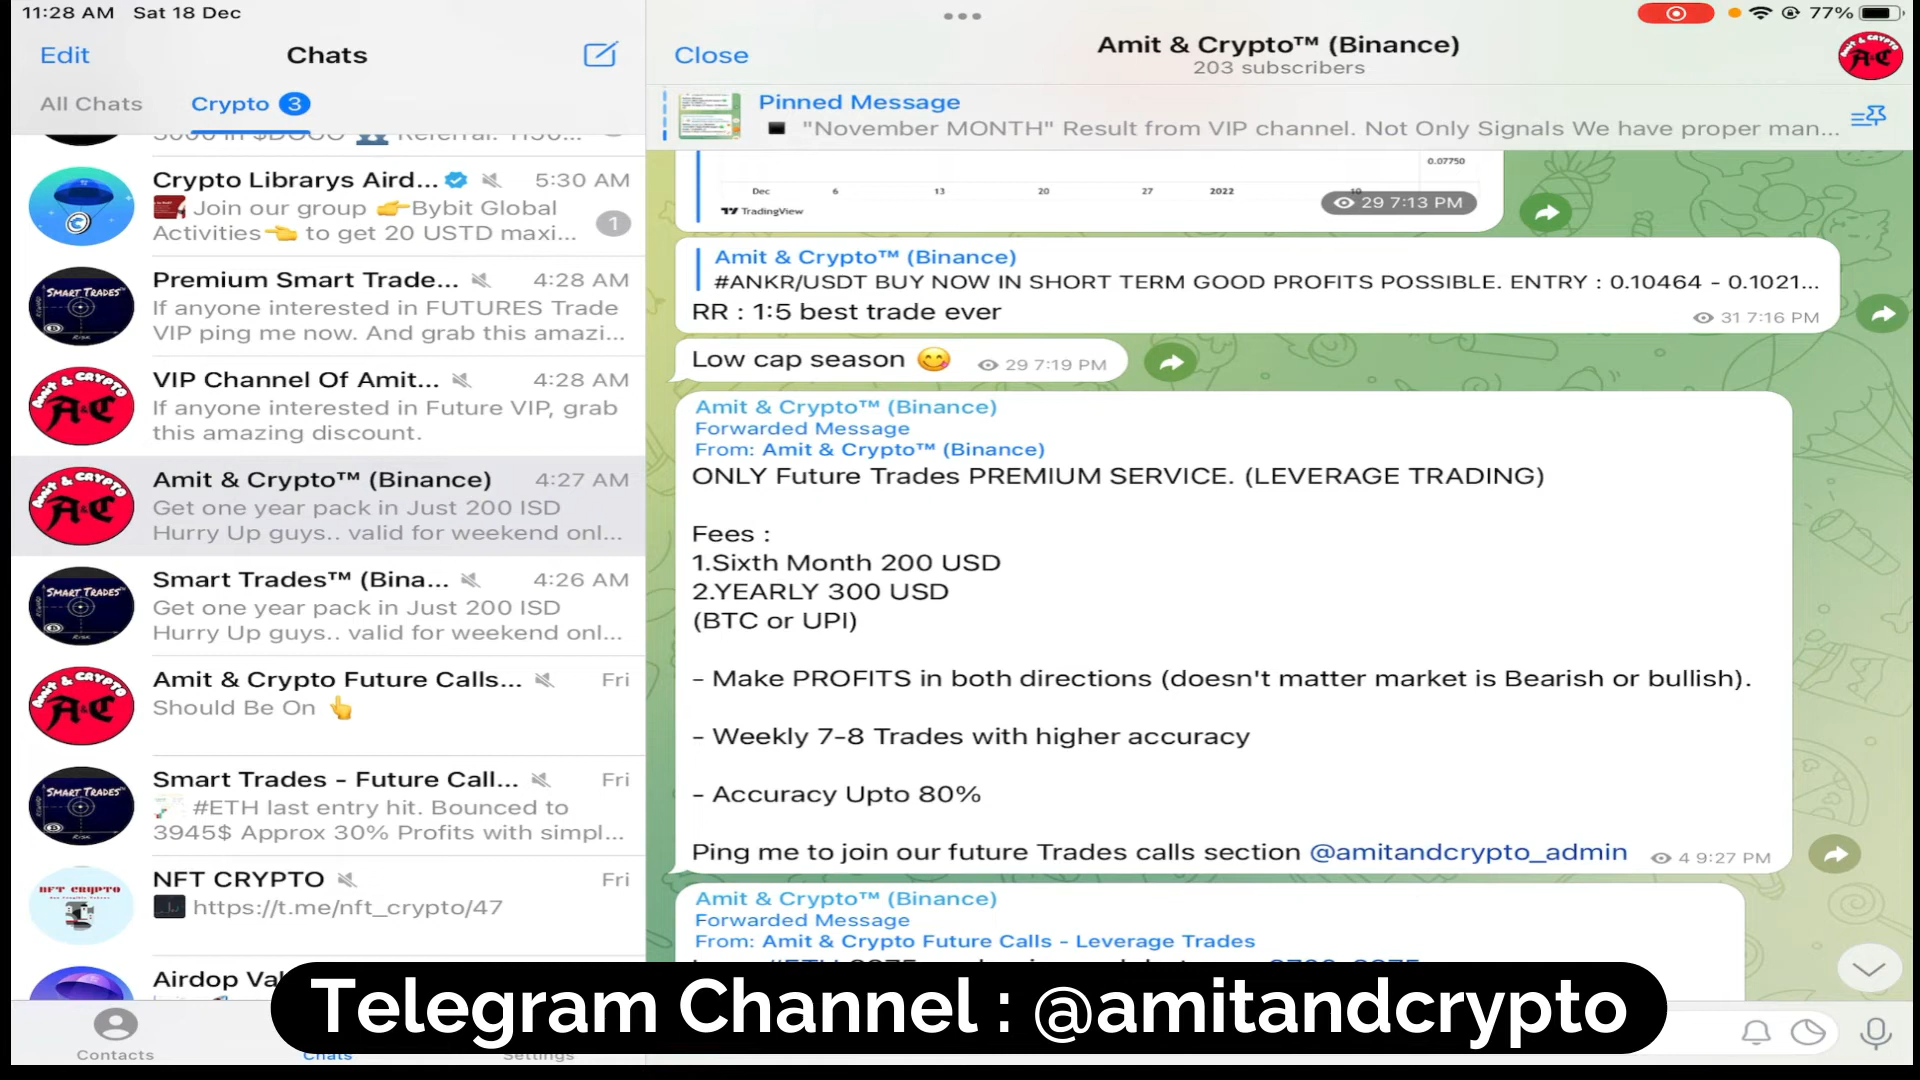 11:28 AM Sat 18 Dec
77%
Edit
Chats
All Chats
Crypto 3
Crypto Librarys Aird... 5:30 AM
Join our group 👉Bybit Global
Activities👈 to get 20 USTD maxi... 1
Premium Smart Trade... 4:28 AM
If anyone interested in FUTURES Trade
VIP ping me now. And grab this amazi...
VIP Channel Of Amit... 4:28 AM
If anyone interested in Future VIP, grab
this amazing discount.
Amit & Crypto™ (Binance) 4:27 AM
Get one year pack in Just 200 ISD
Hurry Up guys.. valid for weekend onl...
Smart Trades™ (Bina... 4:26 AM
Get one year pack in Just 200 ISD
Hurry Up guys.. valid for weekend onl...
Amit & Crypto Future Calls... Fri
Should Be On 👆
Smart Trades - Future Call... Fri
#ETH last entry hit. Bounced to
3945$ Approx 30% Profits with simpl...
NFT CRYPTO Fri
https://t.me/nft_crypto/47
Contacts
Chats
Settings
Close
Amit & Crypto™ (Binance)
203 subscribers
Pinned Message
"November MONTH" Result from VIP channel. Not Only Signals We have proper man...
0.07750
Dec 6 13 20 27 2022 10
TradingView
29 7:13 PM
Amit & Crypto™ (Binance)
#ANKR/USDT BUY NOW IN SHORT TERM GOOD PROFITS POSSIBLE. ENTRY : 0.10464 - 0.1021...
RR : 1:5 best trade ever
31 7:16 PM
Low cap season 😋 29 7:19 PM
Amit & Crypto™ (Binance)
Forwarded Message
From: Amit & Crypto™ (Binance)
ONLY Future Trades PREMIUM SERVICE. (LEVERAGE TRADING)
Fees :
1.Sixth Month 200 USD
2.YEARLY 300 USD
(BTC or UPI)
- Make PROFITS in both directions (doesn't matter market is Bearish or bullish).
- Weekly 7-8 Trades with higher accuracy
- Accuracy Upto 80%
Ping me to join our future Trades calls section @amitandcrypto_admin 4 9:27 PM
Amit & Crypto™ (Binance)
Forwarded Message
From: Amit & Crypto Future Calls - Leverage Trades
Telegram Channel : @amitandcrypto